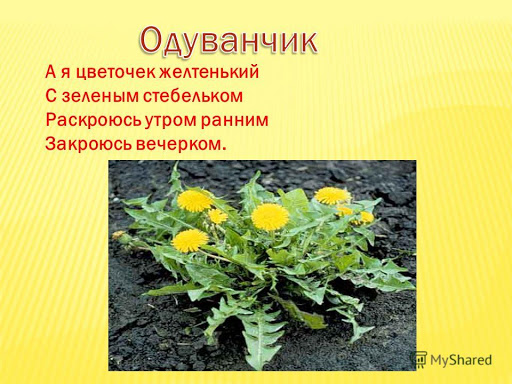 Одуванчик
А я цветочек желтенький
С зеленым стебельком
Раскроюсь утром ранним
Закроюсь вечерком.
MyShared